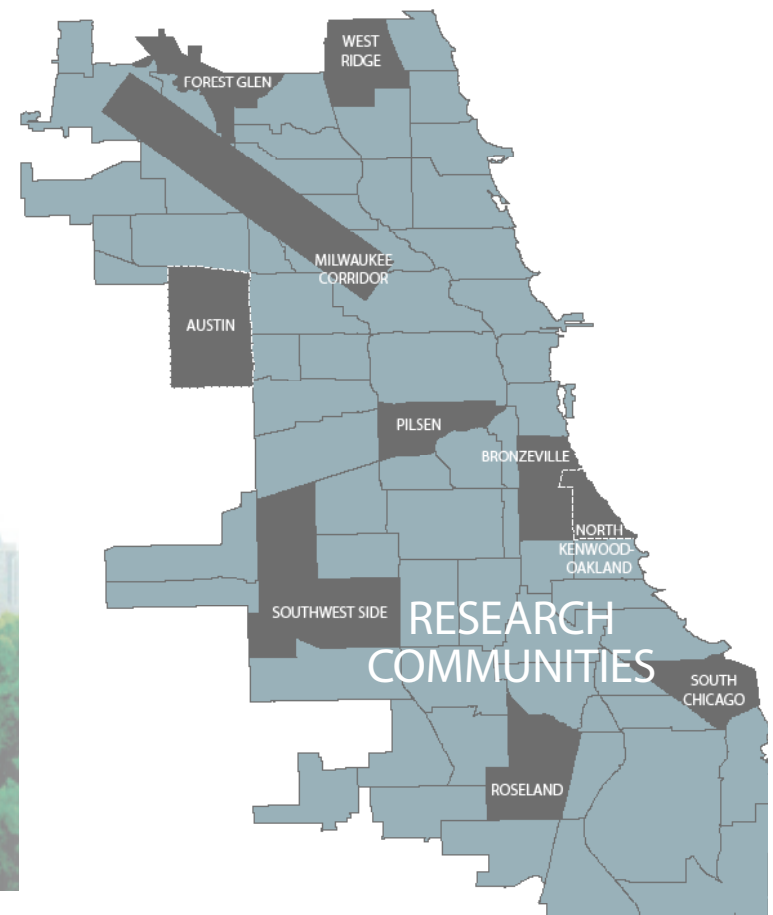 WEST
RIDGE
FOREST GLEN
MILWAUKEE
CORRIDOR
AUSTIN
PILSEN
BRONZEVILLE
NORTH
KENWOOD-
OAKLAND
SOUTHWEST SIDE
RESEARCH
COMMUNITIES
SOUTH
CHICAGO
ROSELAND